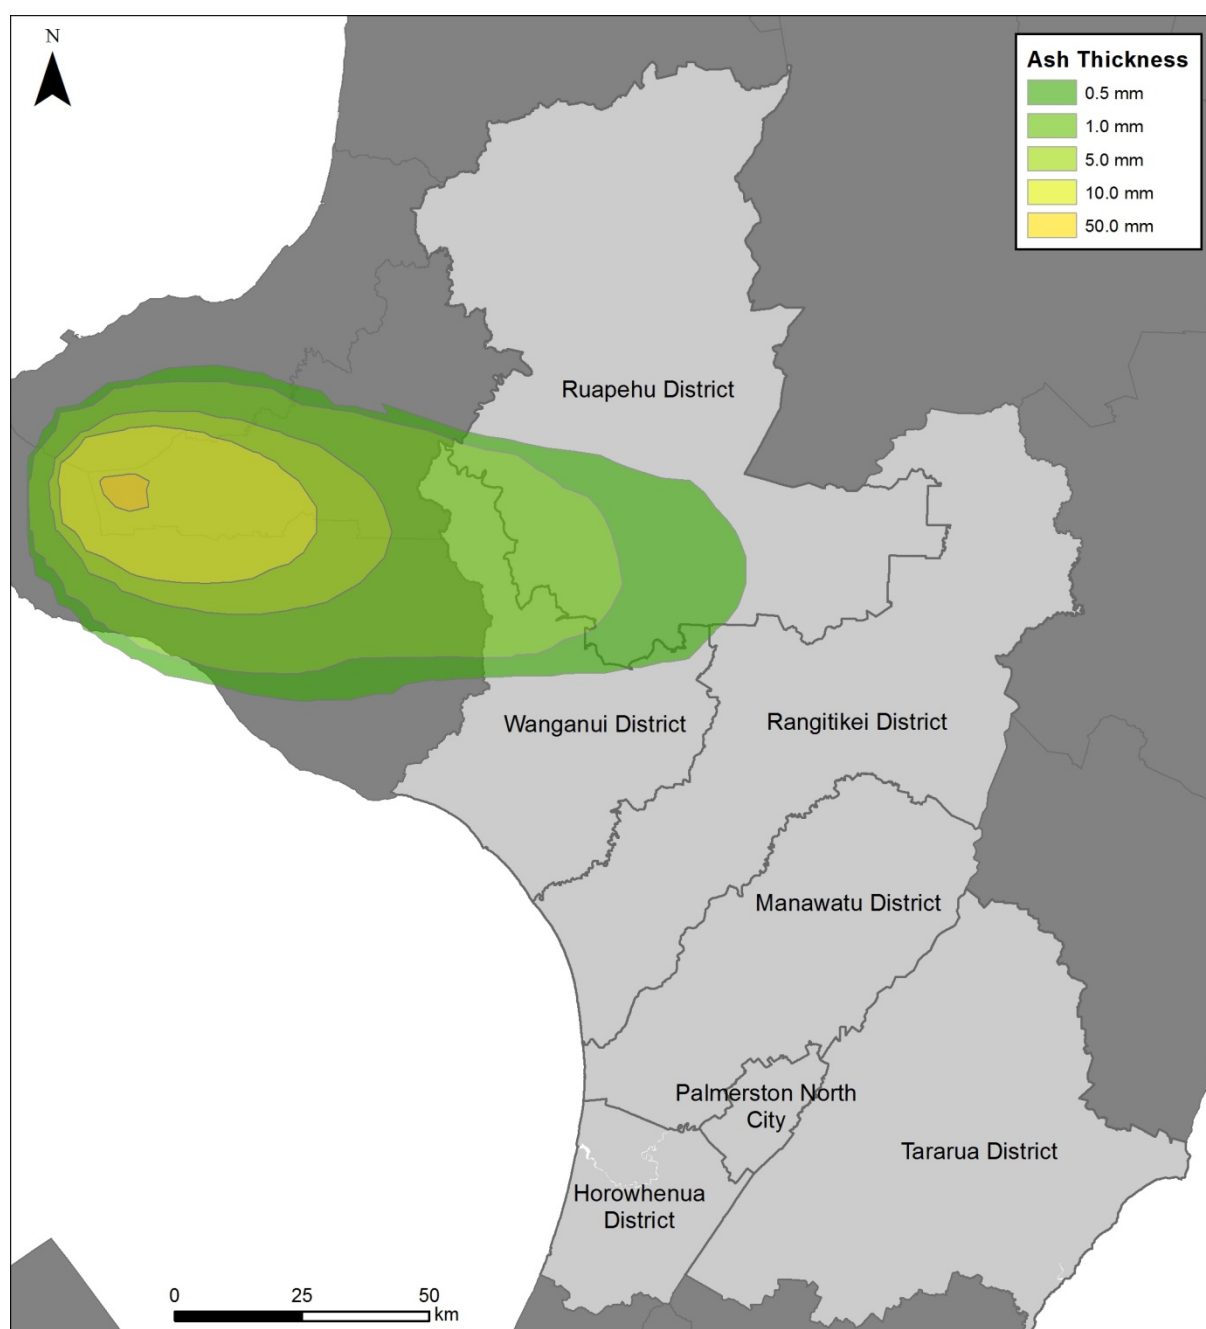 N
Ash Thickness
0.5 mm
1.0 mm
5.0 mm
10.0 mm
50.0 mm
Ruapehu District
Wanganui District
Rangitikei District
Manawatu District
Palmerston North
City
Tararua District
Horowhenua
District
0 25 50
km